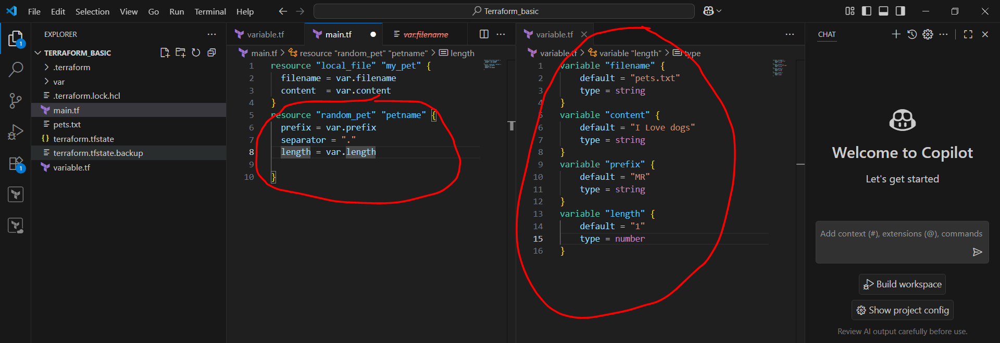 File Edit Selection View Go Run Terminal Help
Terraform_basic
EXPLORER
TERRAFORM_BASIC
.terraform
var
.terraform.lock.hcl
main.tf
pets.txt
{} terraform.tfstate
terraform.tfstate.backup
variable.tf
1
1
variable.tf
main.tf
var.filename
main.tf > resource "random_pet" "petname" > length
1 resource "local_file" "my_pet" {
2 filename = var.filename
3 content = var.content
4 }
5 resource "random_pet" "petname" {
6 prefix = var.prefix
7 separator = "."
8 length = var.length
9
10 }
variable.tf
variable.tf > variable "length" > type
1 variable "filename" {
2 default = "pets.txt"
3 type = string
4 }
5 variable "content" {
6 default = "I Love dogs"
7 type = string
8 }
9 variable "prefix" {
10 default = "MR"
11 type = string
12 }
13 variable "length" {
14 default = "1"
15 type = number
16 }
CHAT
Welcome to Copilot
Let's get started
Add context (#), extensions (@), commands
Build workspace
Show project config
Review AI output carefully before use.